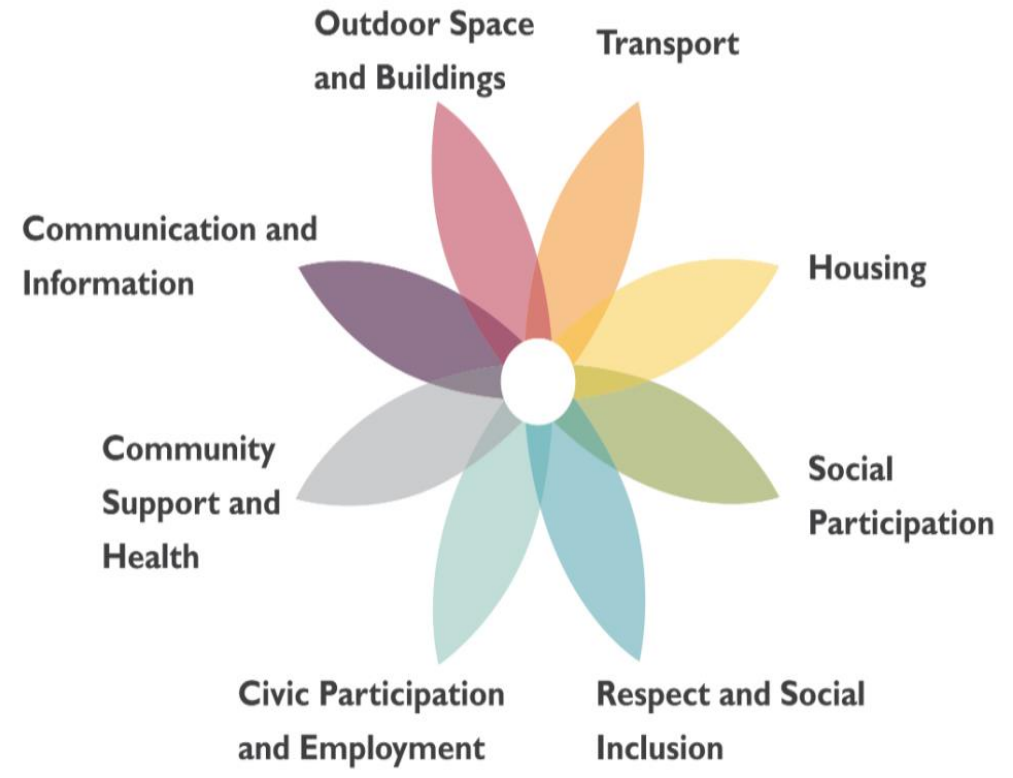 Outdoor Space
and Buildings
Transport
Housing
Social
Participation
Respect and Social
Inclusion
Civic Participation
and Employment
Community
Support and
Health
Communication and
Information